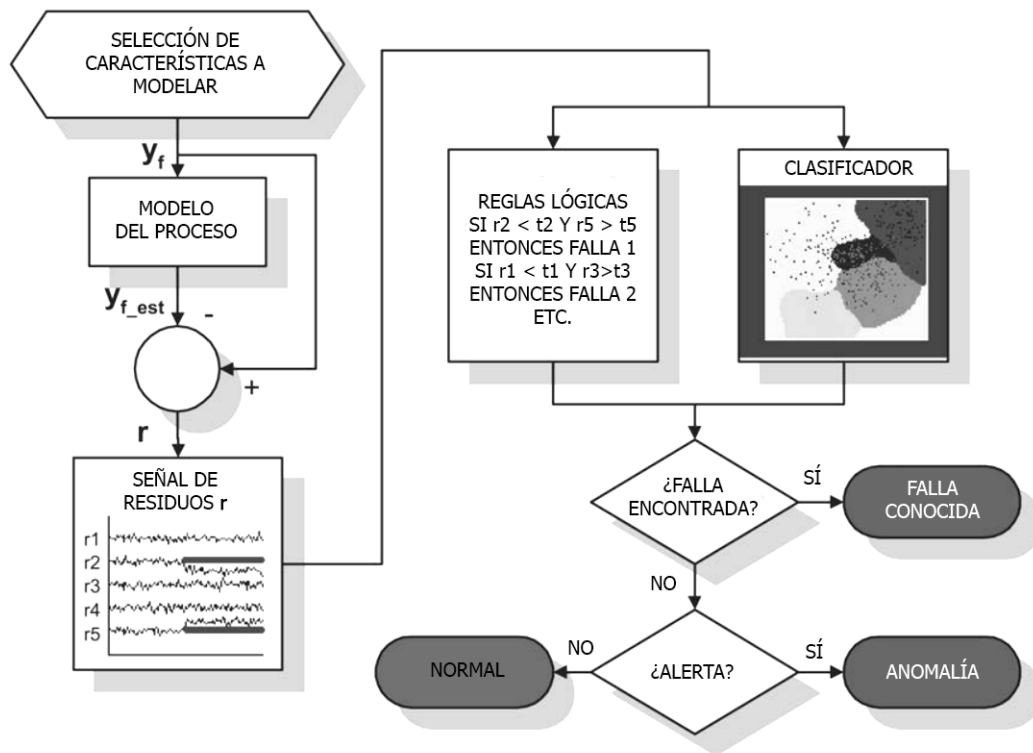 SELECCIÓN DE
CARACTERÍSTICAS A
MODELAR
y_f
MODELO
DEL PROCESO
y_f_est
-
+
r
SEÑAL DE
RESIDUOS r
r1
r2
r3
r4
r5
REGLAS LÓGICAS
SI r2 < t2 Y r5 > t5
ENTONCES FALLA 1
SI r1 < t1 Y r3>t3
ENTONCES FALLA 2
ETC.
CLASIFICADOR
¿FALLA
ENCONTRADA?
SÍ
FALLA
CONOCIDA
NO
¿ALERTA?
NO
NORMAL
SÍ
ANOMALÍA